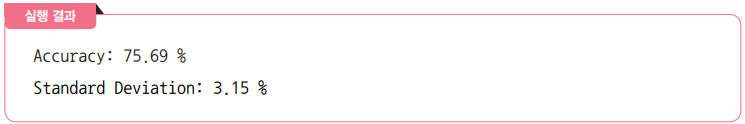 실행 결과
Accuracy: 75.69 %
Standard Deviation: 3.15 %